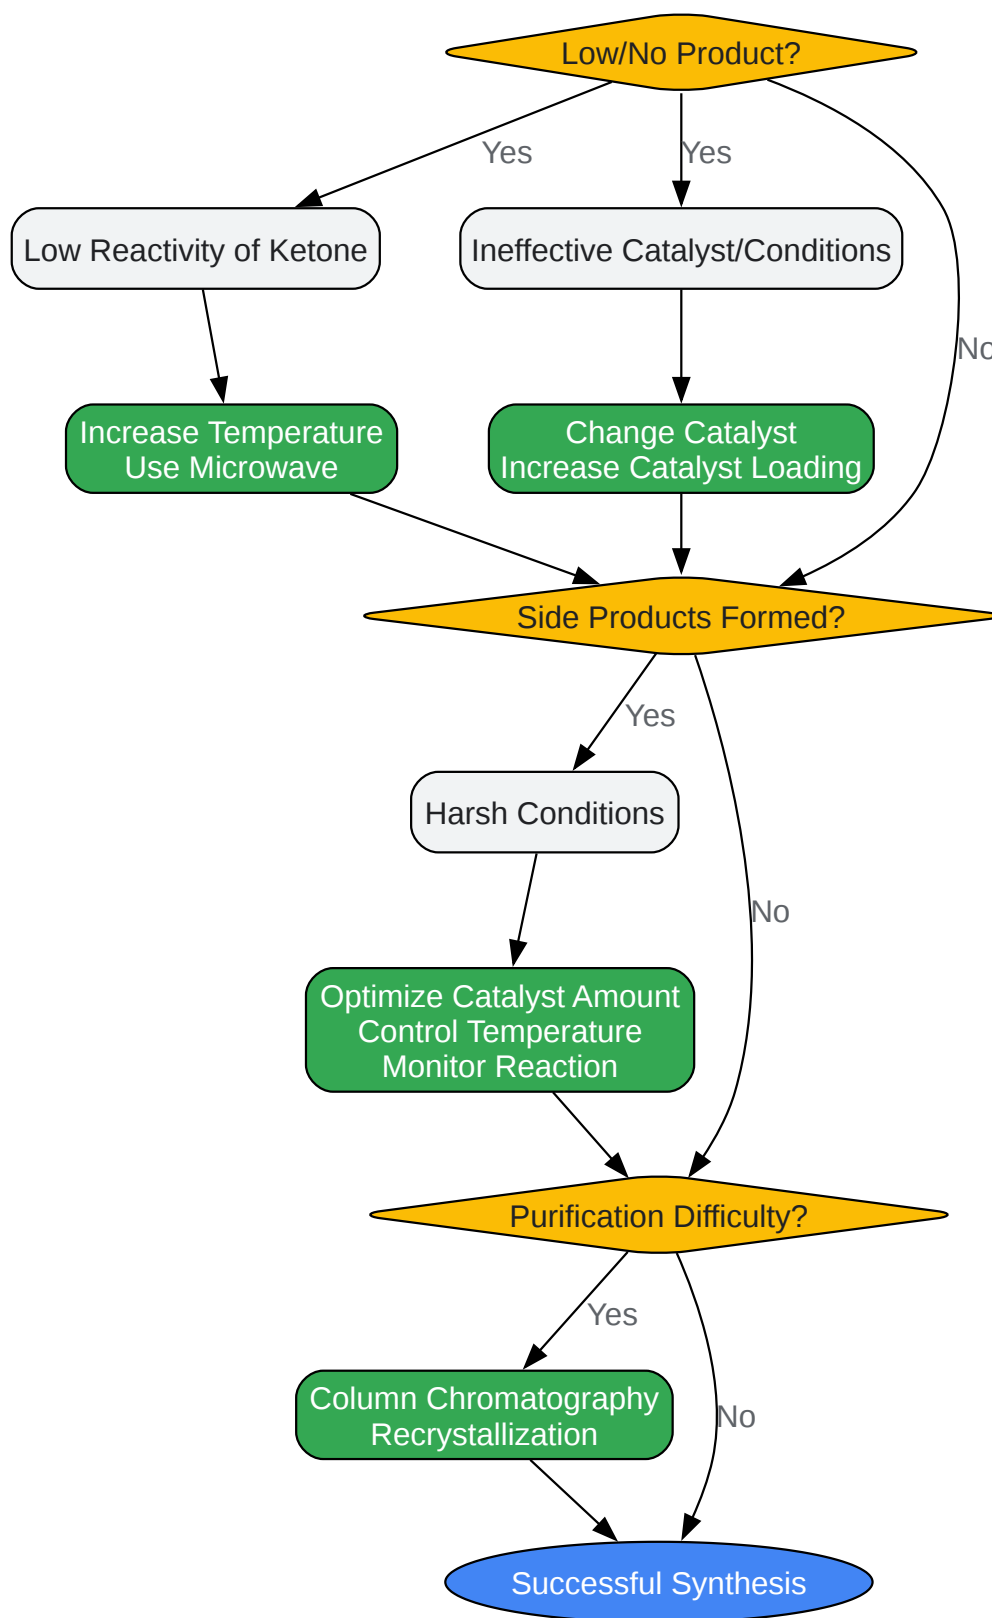 Low/No Product?
Yes
Yes
Low Reactivity of Ketone
Ineffective Catalyst/Conditions
No
Increase Temperature
Use Microwave
Change Catalyst
Increase Catalyst Loading
Side Products Formed?
Yes
Harsh Conditions
No
Optimize Catalyst Amount
Control Temperature
Monitor Reaction
Purification Difficulty?
Yes
Column Chromatography
Recrystallization
No
Successful Synthesis